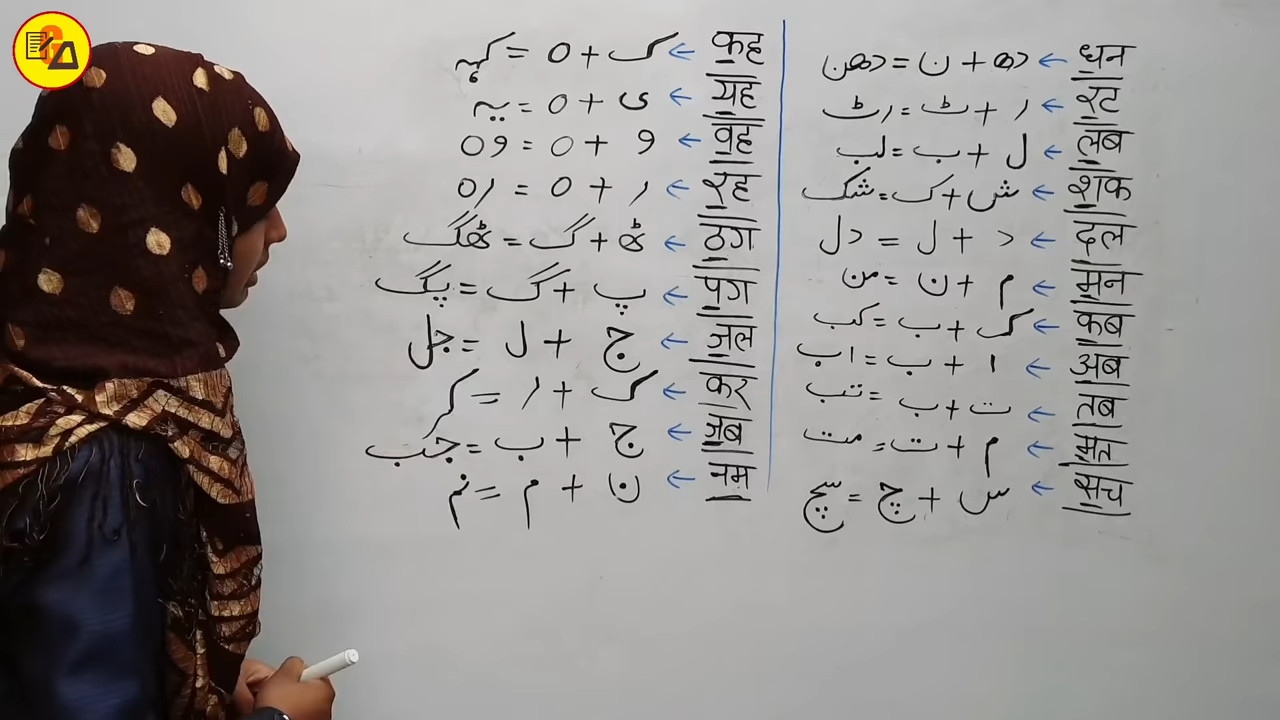 धन ← دھ + ن = دھن
रट ← ر + ٹ = رٹ
लब ← ل + ب = لب
शक ← ش + ک = شک
दल ← د + ل = دل
मन ← م + ن = من
कब ← ک + ب = کب
अब ← ا + ب = اب
तब ← ت + ب = تب
मत ← م + ت = مت
सच ← س + چ = سچ
कह ← ک + ہ = کہہ
यह ← ی + ہ = یہ
वह ← و + ہ = وہ
रह ← ر + ہ = رہ
ठग ← ٹھ + گ = ٹھگ
पग ← پ + گ = پگ
जल ← ج + ل = جل
कर ← ک + ر = کر
जब ← ج + ب = جب
नम ← ن + م = نم